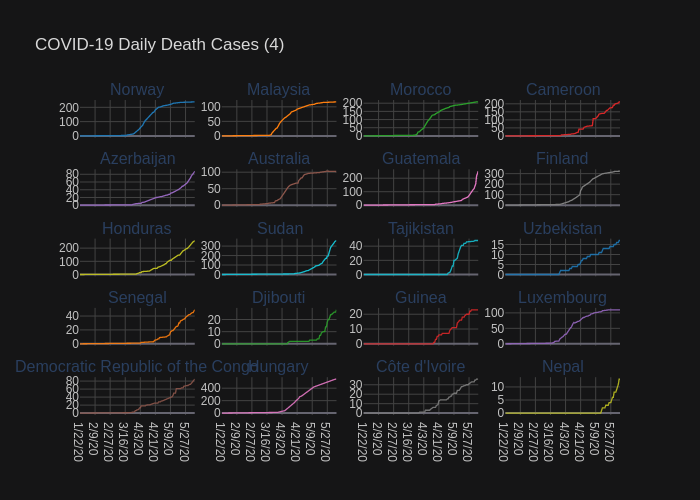 COVID-19 Daily Death Cases (4)
Norway Malaysia Morocco Cameroon
200 100 0
100 50 0
200 150 100 50 0
200 150 100 50 0
Azerbaijan Australia Guatemala Finland
80 60 40 20 0
100 50 0
200 100 0
300 200 100 0
Honduras Sudan Tajikistan Uzbekistan
200 100 0
300 200 100 0
40 20 0
15 10 5 0
Senegal Djibouti Guinea Luxembourg
40 20 0
20 10 0
20 10 0
100 50 0
Democratic Republic of the Congo Hungary Côte d'Ivoire Nepal
80 60 40 20 0
400 200 0
30 20 10 0
10 5 0
1/22/20 2/9/20 2/27/20 3/16/20 4/3/20 4/21/20 5/9/20 5/27/20
1/22/20 2/9/20 2/27/20 3/16/20 4/3/20 4/21/20 5/9/20 5/27/20
1/22/20 2/9/20 2/27/20 3/16/20 4/3/20 4/21/20 5/9/20 5/27/20
1/22/20 2/9/20 2/27/20 3/16/20 4/3/20 4/21/20 5/9/20 5/27/20